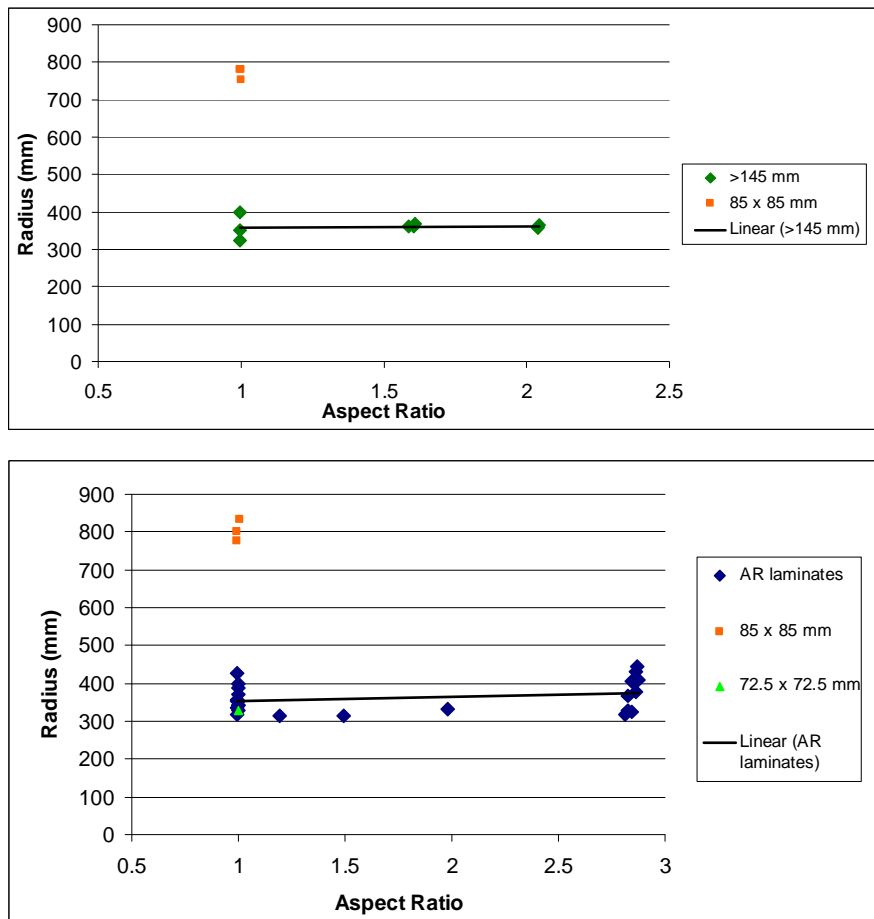 900
800
700
600
500
400
300
200
100
0
Radius (mm)
0.5 1 1.5 2 2.5
Aspect Ratio
>145 mm
85 x 85 mm
Linear (>145 mm)
900
800
700
600
500
400
300
200
100
0
Radius (mm)
0.5 1 1.5 2 2.5 3
Aspect Ratio
AR laminates
85 x 85 mm
72.5 x 72.5 mm
Linear (AR
laminates)